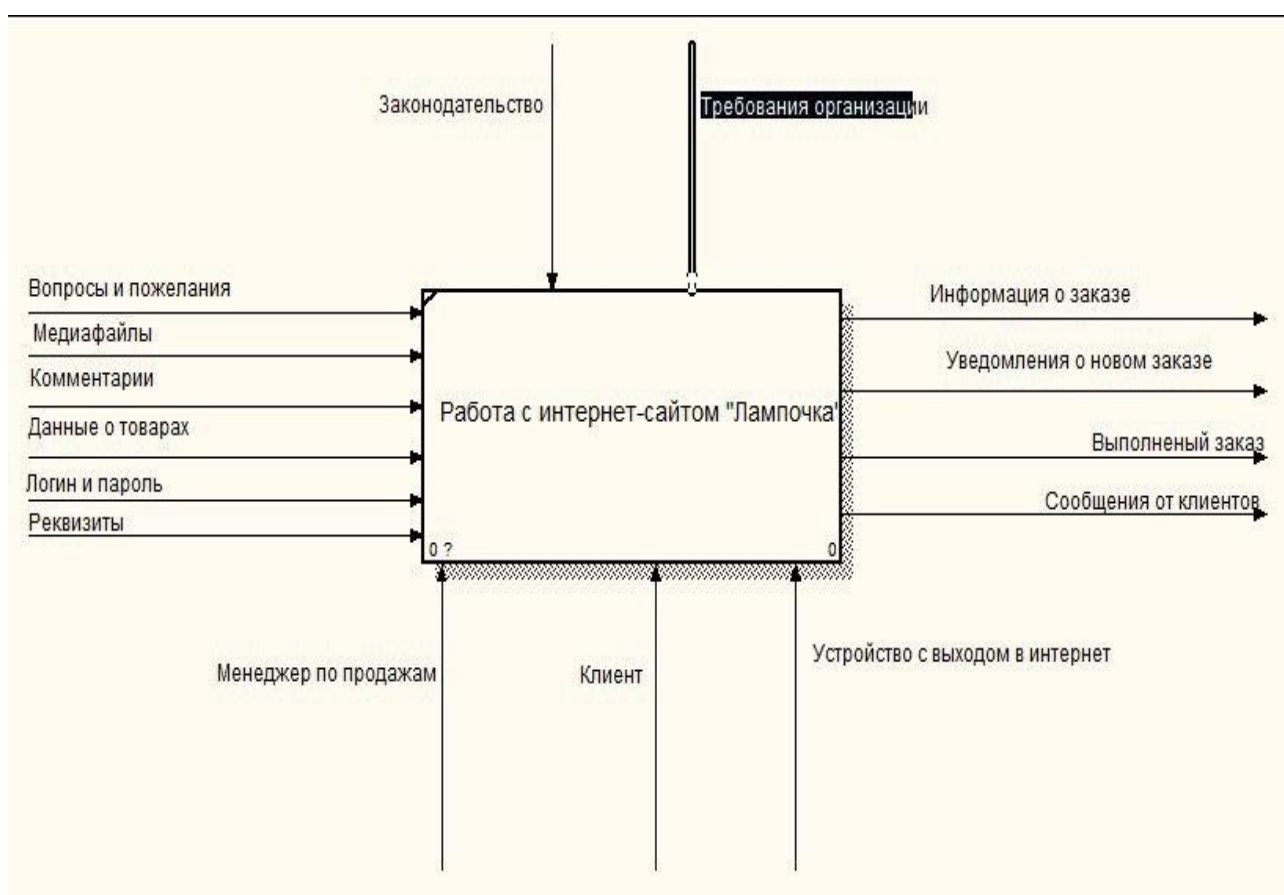 Законодательство
Требования организации
Вопросы и пожелания
Медиафайлы
Комментарии
Данные о товарах
Логин и пароль
Реквизиты
Работа с интернет-сайтом "Лампочка"
0 ?
0
Информация о заказе
Уведомления о новом заказе
Выполненый заказ
Сообщения от клиентов
Менеджер по продажам
Клиент
Устройство с выходом в интернет